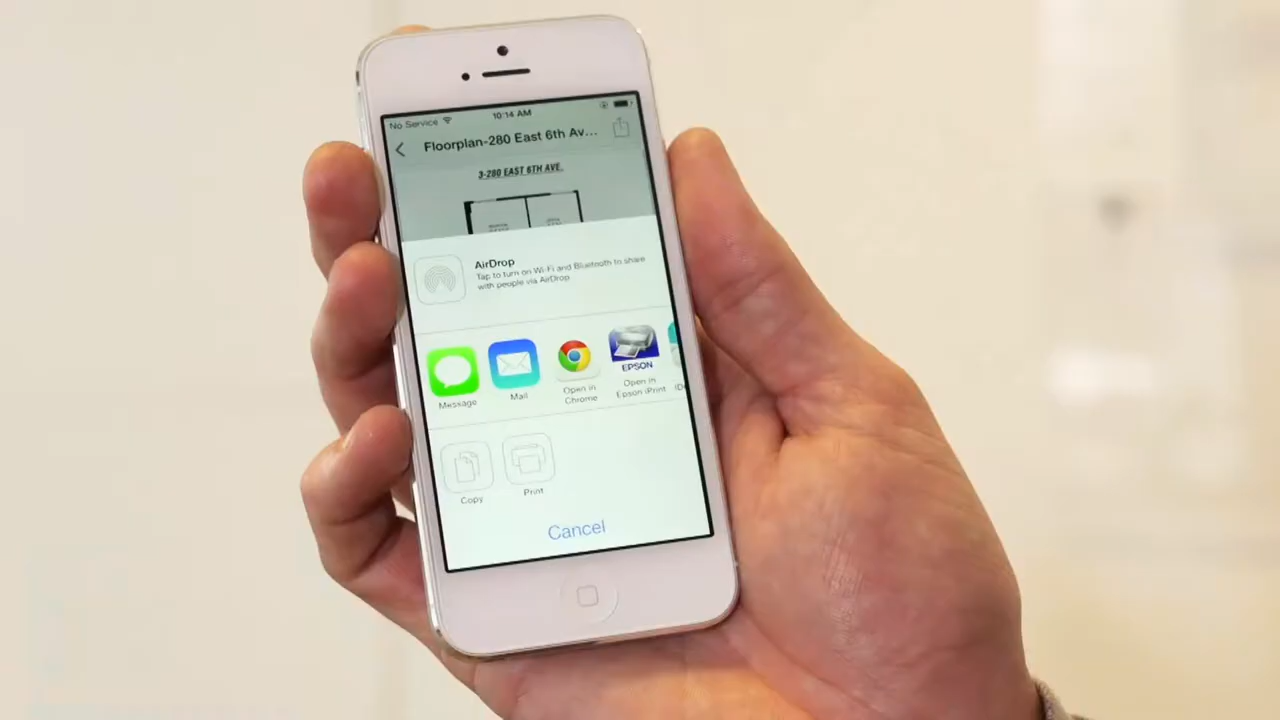 No Service 10:14 AM
Floorplan-280 East 6th Av...
3-280 EAST 6TH AVE.
AirDrop
Tap to turn on Wi-Fi and Bluetooth to share
with people via AirDrop
EPSON
Message Mail Open in
Chrome Open in
Epson iPrint
Copy Print
Cancel